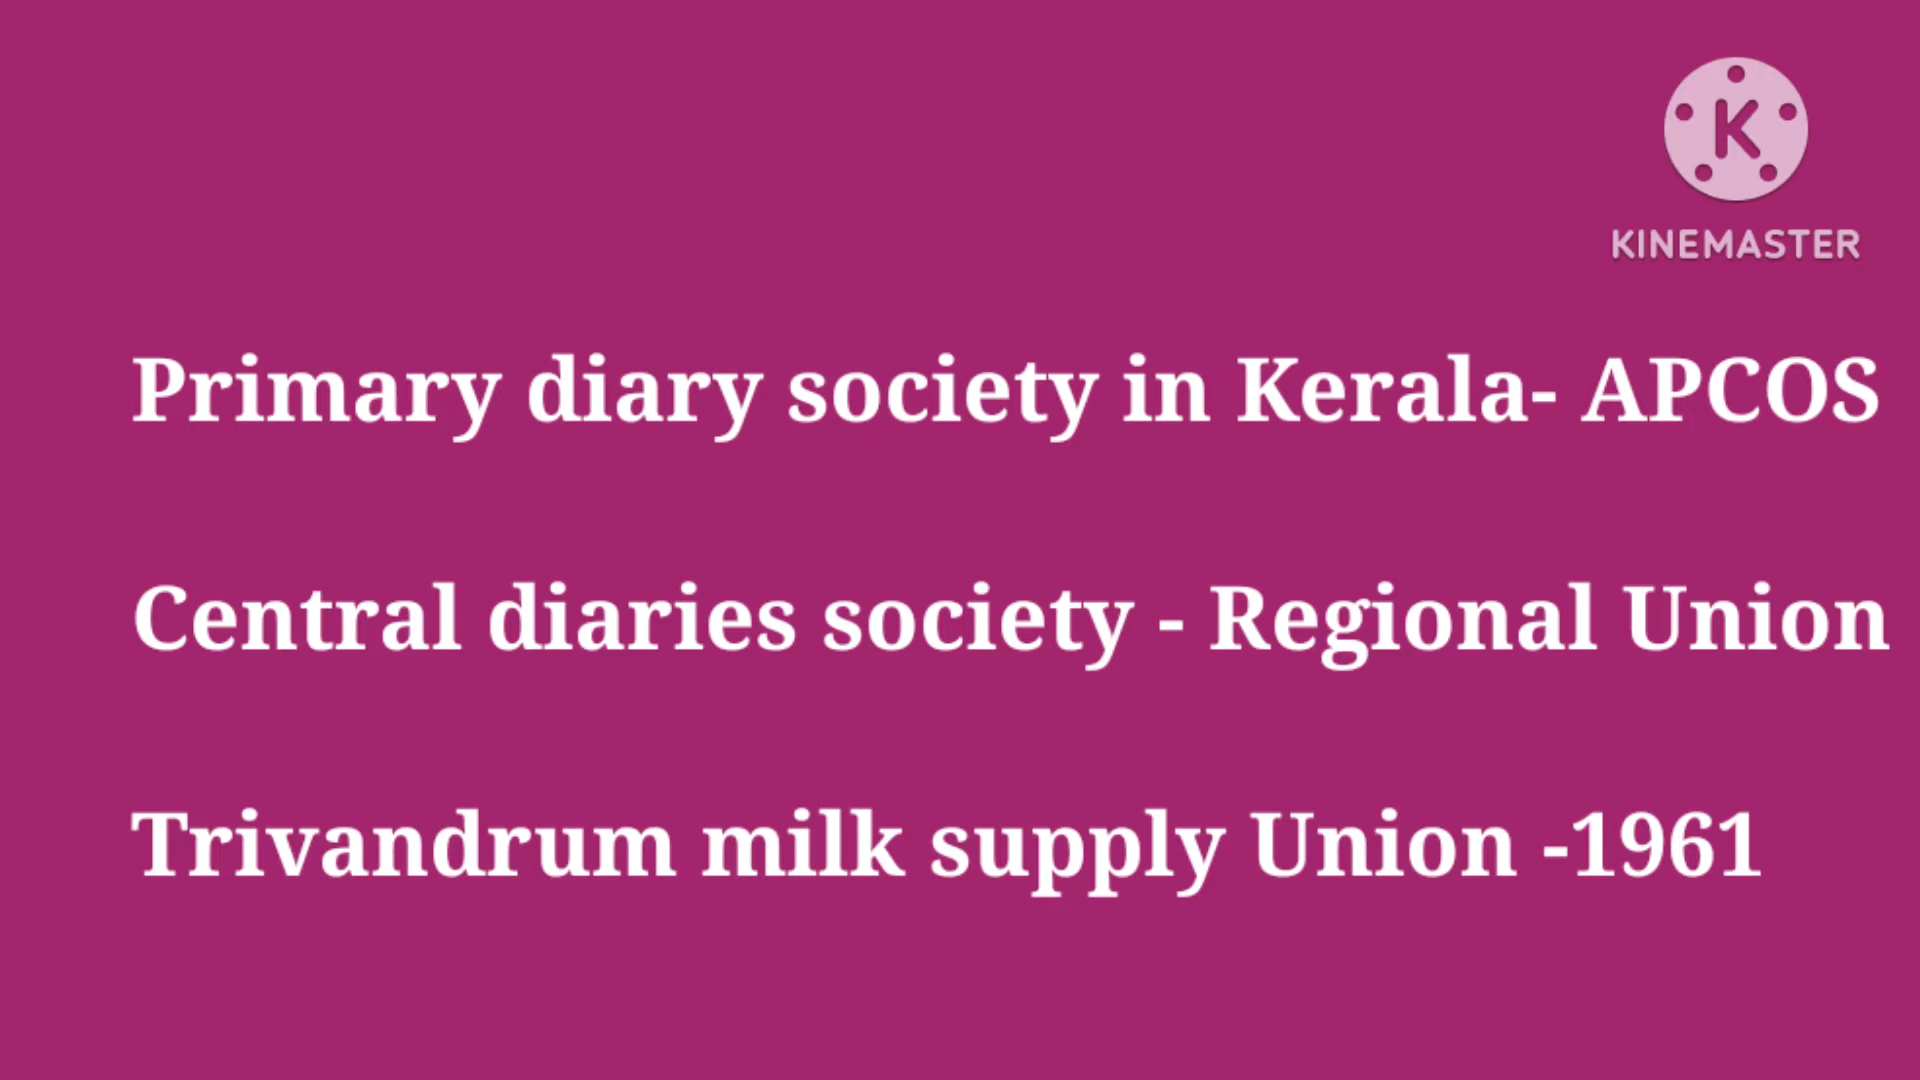 K
KINEMASTER
Primary diary society in Kerala- APCOS
Central diaries society - Regional Union
Trivandrum milk supply Union -1961